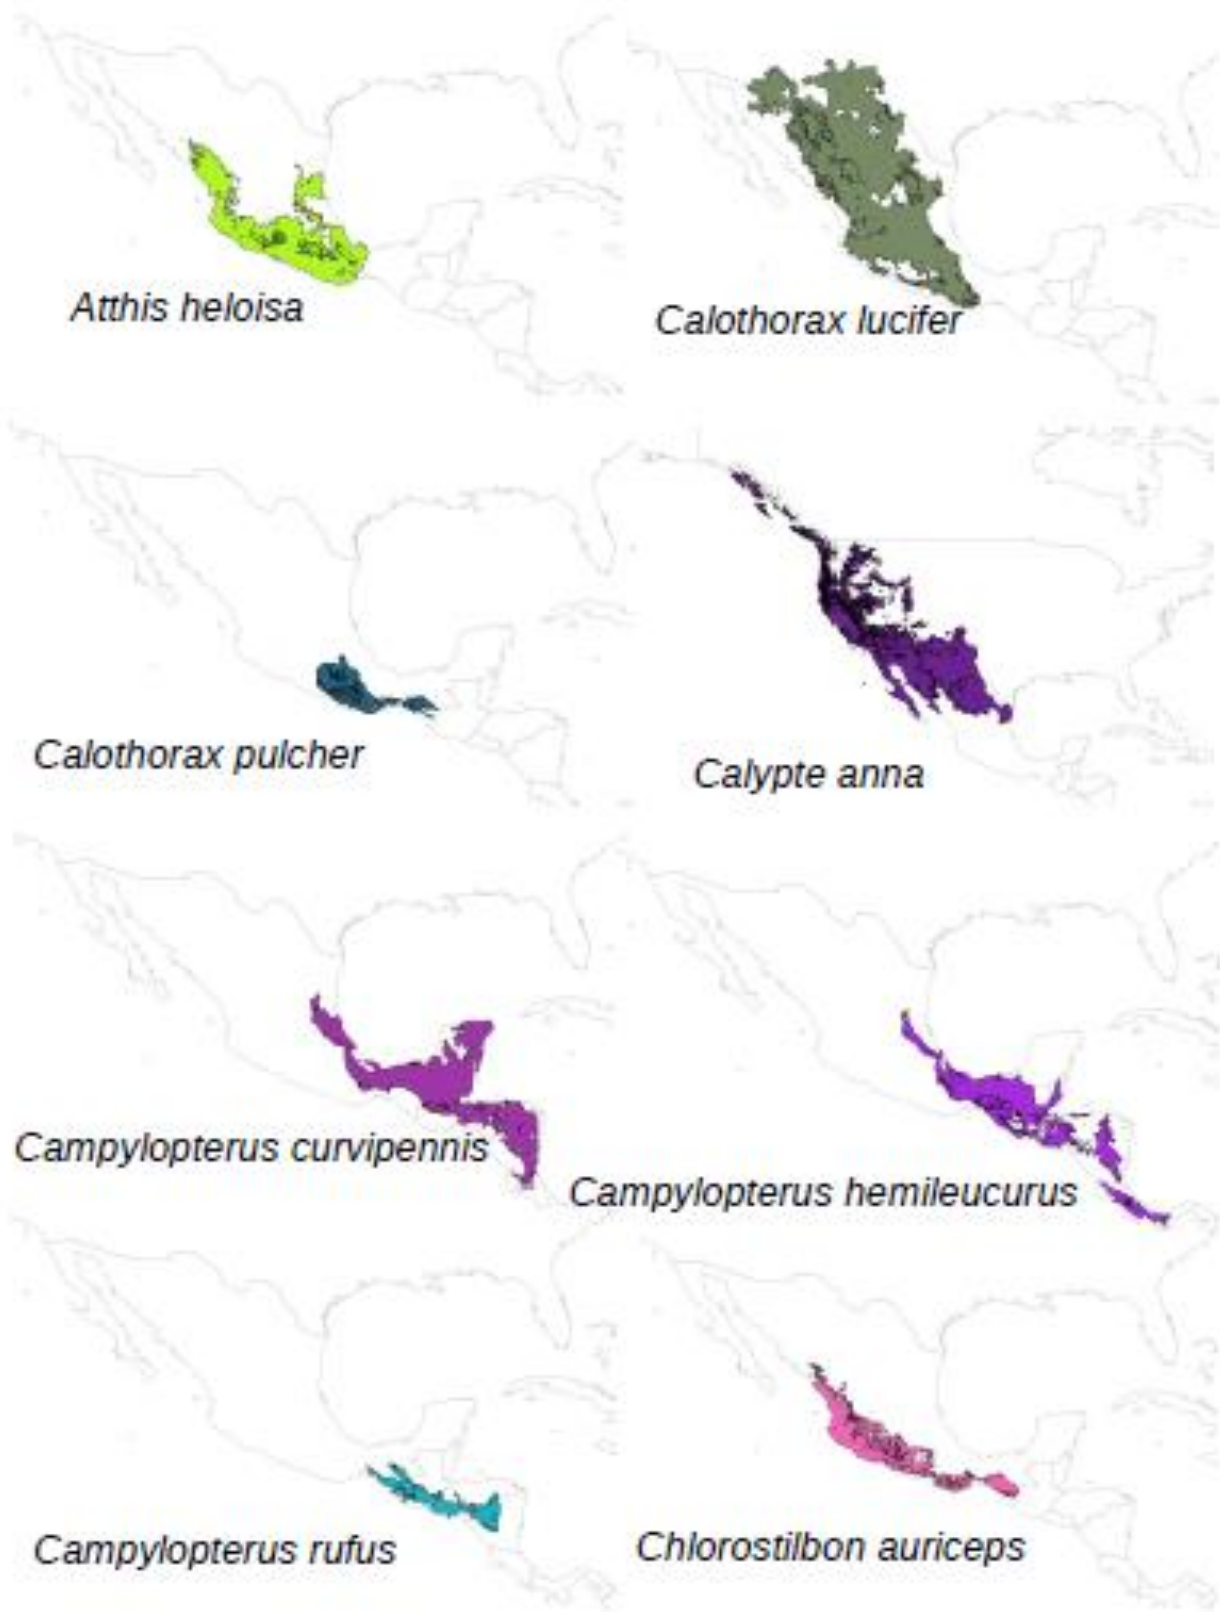 Atthis heloisa
Calothorax lucifer
Calothorax pulcher
Calypte anna
Campylopterus curvipennis
Campylopterus hemileucurus
Campylopterus rufus
Chlorostilbon auriceps